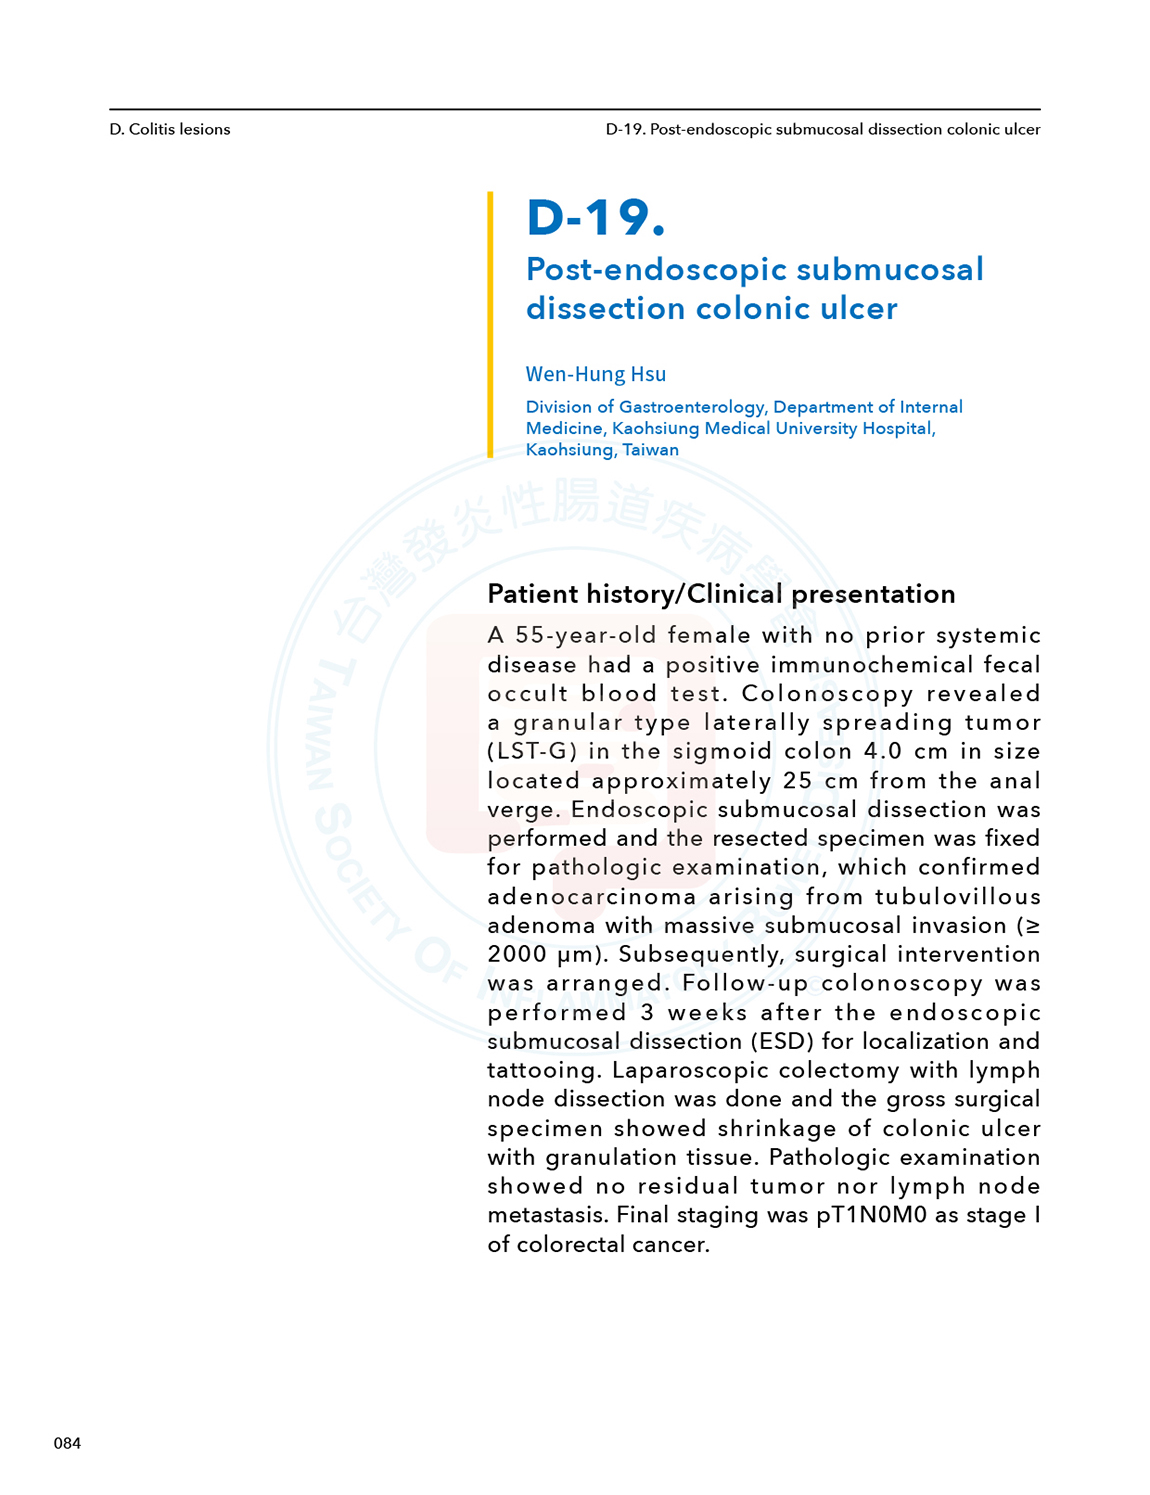 D. Colitis lesions
D-19. Post-endoscopic submucosal dissection colonic ulcer
D-19.
Post-endoscopic submucosal
dissection colonic ulcer
Wen-Hung Hsu
Division of Gastroenterology, Department of Internal
Medicine, Kaohsiung Medical University Hospital,
Kaohsiung, Taiwan
台灣發炎性腸道疾病學會
TAIWAN SOCIETY OF INFLAMMATORY BOWEL DISEASE
Patient history/Clinical presentation
A 55-year-old female with no prior systemic
disease had a positive immunochemical fecal
occult blood test. Colonoscopy revealed
a granular type laterally spreading tumor
(LST-G) in the sigmoid colon 4.0 cm in size
located approximately 25 cm from the anal
verge. Endoscopic submucosal dissection was
performed and the resected specimen was fixed
for pathologic examination, which confirmed
adenocarcinoma arising from tubulovillous
adenoma with massive submucosal invasion (≥
2000 μm). Subsequently, surgical intervention
was arranged. Follow-up colonoscopy was
performed 3 weeks after the endoscopic
submucosal dissection (ESD) for localization and
tattooing. Laparoscopic colectomy with lymph
node dissection was done and the gross surgical
specimen showed shrinkage of colonic ulcer
with granulation tissue. Pathologic examination
showed no residual tumor nor lymph node
metastasis. Final staging was pT1N0M0 as stage I
of colorectal cancer.
084